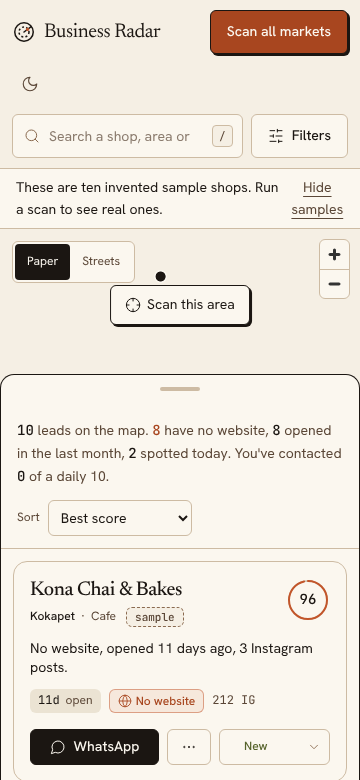 Business Radar
Scan all markets
Search a shop, area or
/
Filters
These are ten invented sample shops. Run
a scan to see real ones.
Hide
samples
Paper
Streets
+
−
Scan this area
10 leads on the map. 8 have no website, 8 opened
in the last month, 2 spotted today. You've contacted
0 of a daily 10.
Sort
Best score
Kona Chai & Bakes
96
Kokapet · Cafe
sample
No website, opened 11 days ago, 3 Instagram
posts.
11d open
No website
212 IG
WhatsApp
...
New